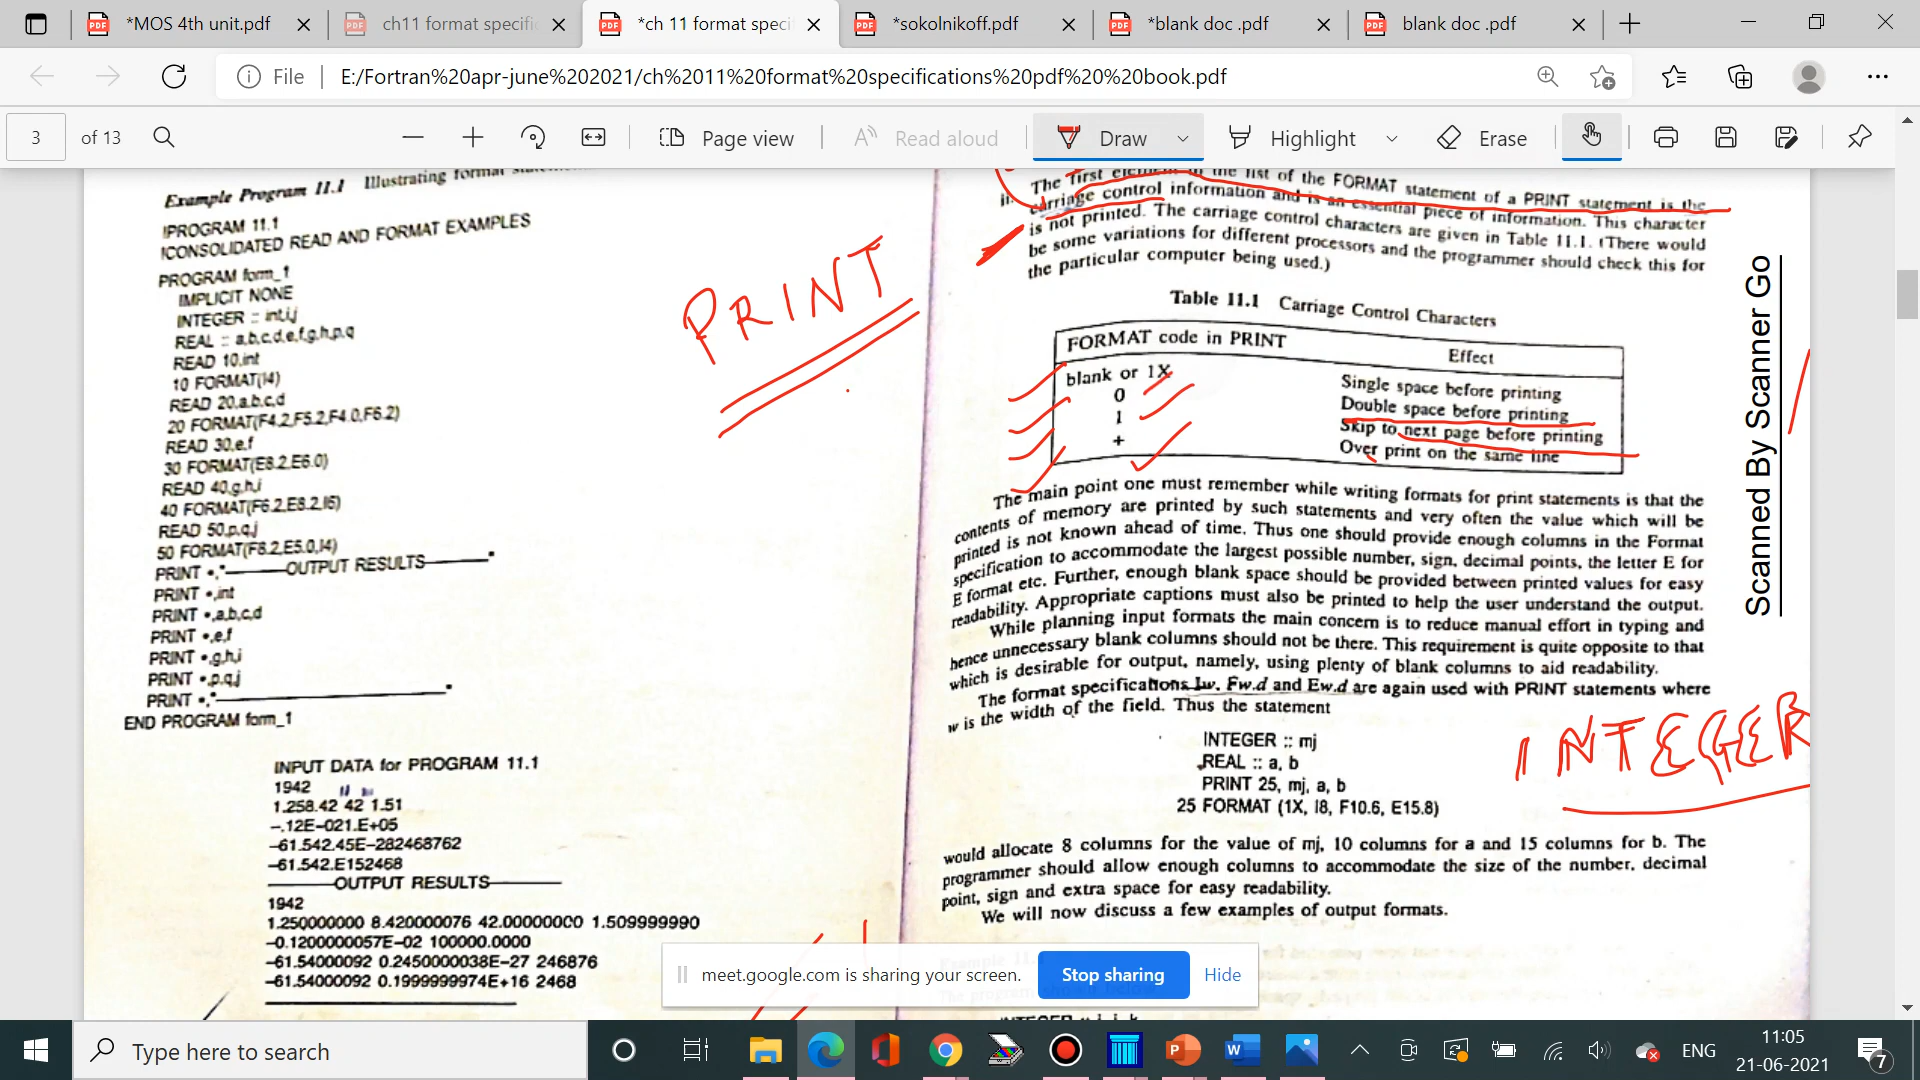 *MOS 4th unit.pdf
ch11 format specific
*ch 11 format speci
*sokolnikoff.pdf
*blank doc .pdf
blank doc .pdf
File
E:/Fortran%20apr-june%202021/ch%2011%20format%20specifications%20pdf%20%20book.pdf
3 of 13
Page view
Read aloud
Draw
Highlight
Erase
Example Program 11.1 Illustrating format
!PROGRAM 11.1
!CONSOLIDATED READ AND FORMAT EXAMPLES
PROGRAM form_1
IMPLICIT NONE
INTEGER :: int,i,j
REAL :: a,b,c,d,e,f,g,h,p,q
READ 10,int
10 FORMAT(I4)
READ 20,a,b,c,d
20 FORMAT(F4.2,F5.2,F4.0,F6.2)
READ 30,e,f
30 FORMAT(E8.2,E6.0)
READ 40,g,h,i
40 FORMAT(F6.2,E8.2,I6)
READ 50,p,q,j
50 FORMAT(F8.2,E5.0,I4)
PRINT *,"———OUTPUT RESULTS———"
PRINT *,int
PRINT *,a,b,c,d
PRINT *,e,f
PRINT *,g,h,i
PRINT *,p,q,j
PRINT *,"———————"
END PROGRAM form_1
INPUT DATA for PROGRAM 11.1
1942
1.258.42 42 1.51
-.12E-021.E+05
-61.542.45E-282468762
-61.542.E152468
———OUTPUT RESULTS———
1942
1.250000000 8.420000076 42.00000000 1.509999990
-0.1200000057E-02 100000.0000
-61.54000092 0.2450000038E-27 246876
-61.54000092 0.1999999974E+16 2468
PRINT
The first element in the list of the FORMAT statement of a PRINT statement is the
carriage control information and is an essential piece of information. This character
is not printed. The carriage control characters are given in Table 11.1. (There would
be some variations for different processors and the programmer should check this for
the particular computer being used.)
Table 11.1 Carriage Control Characters
FORMAT code in PRINT Effect
blank or 1X Single space before printing
0 Double space before printing
1 Skip to next page before printing
+ Over print on the same line
The main point one must remember while writing formats for print statements is that the
contents of memory are printed by such statements and very often the value which will be
printed is not known ahead of time. Thus one should provide enough columns in the Format
specification to accommodate the largest possible number, sign, decimal points, the letter E for
E format etc. Further, enough blank space should be provided between printed values for easy
readability. Appropriate captions must also be printed to help the user understand the output.
While planning input formats the main concern is to reduce manual effort in typing and
hence unnecessary blank columns should not be there. This requirement is quite opposite to that
which is desirable for output, namely, using plenty of blank columns to aid readability.
The format specifications Iw. Fw.d and Ew.d are again used with PRINT statements where
w is the width of the field. Thus the statement
INTEGER :: mj
REAL :: a, b
PRINT 25, mj, a, b
25 FORMAT (1X, I8, F10.6, E15.8)
INTEGER
would allocate 8 columns for the value of mj, 10 columns for a and 15 columns for b. The
programmer should allow enough columns to accommodate the size of the number, decimal
point, sign and extra space for easy readability.
We will now discuss a few examples of output formats.
Scanned By Scanner Go
meet.google.com is sharing your screen.
Stop sharing
Hide
Type here to search
ENG
11:05
21-06-2021
7